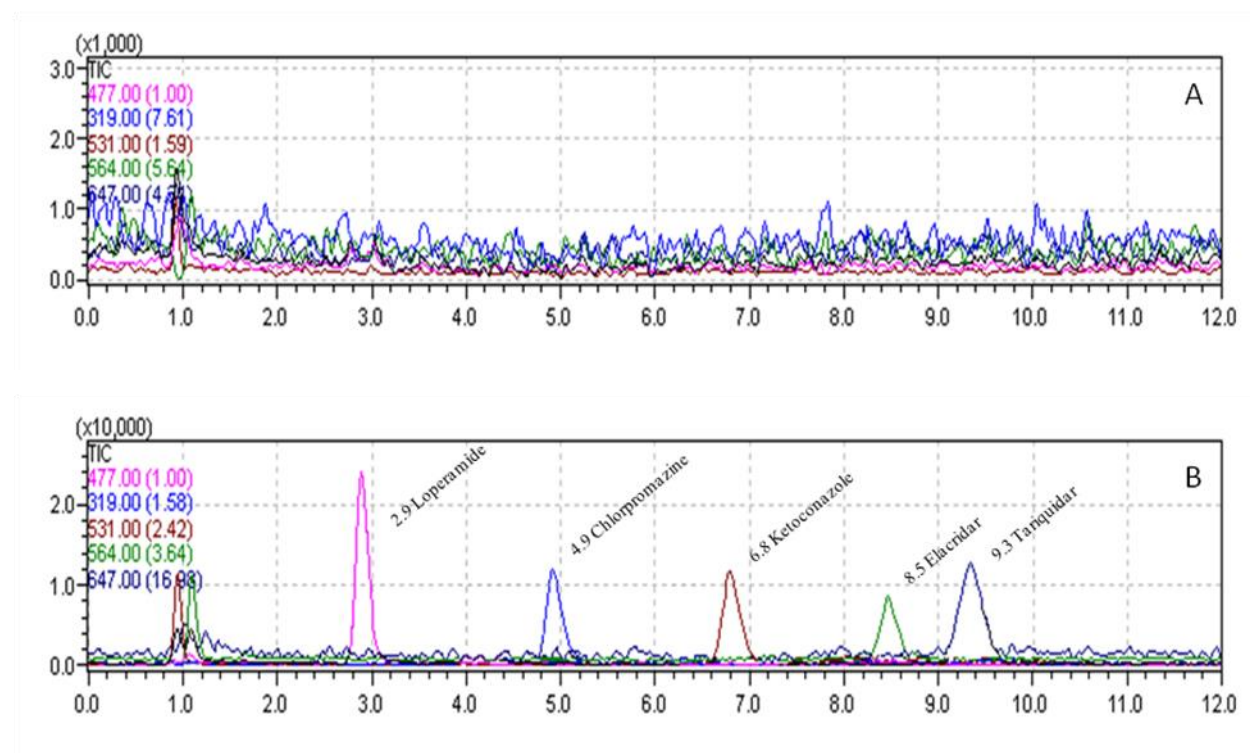 (x1,000)
3.0 TIC
477.00 (1.00)
319.00 (7.61)
2.0 531.00 (1.59)
564.00 (5.64)
1.0 647.00
0.0
A
0.0 1.0 2.0 3.0 4.0 5.0 6.0 7.0 8.0 9.0 10.0 11.0 12.0
(x10,000)
TIC
477.00 (1.00)
2.0 319.00 (1.58)
531.00 (2.42)
564.00 (3.64)
1.0 647.00
0.0
2.9 Loperamide
4.9 Chlorpromazine
6.8 Ketoconazole
8.5 Elacridar
9.3 Tariquidar
B
0.0 1.0 2.0 3.0 4.0 5.0 6.0 7.0 8.0 9.0 10.0 11.0 12.0